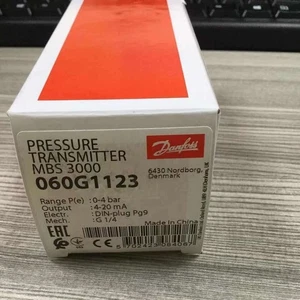 Danfoss
PRESSURE
TRANSMITTER
MBS 3000
060G1123
6430 Nordborg,
Denmark
Range P(e) : 0-4 bar
Output : 4-20 mA
Electr. : DIN-plug Pg9
Mech. : G 1/4
Made in China
EAC